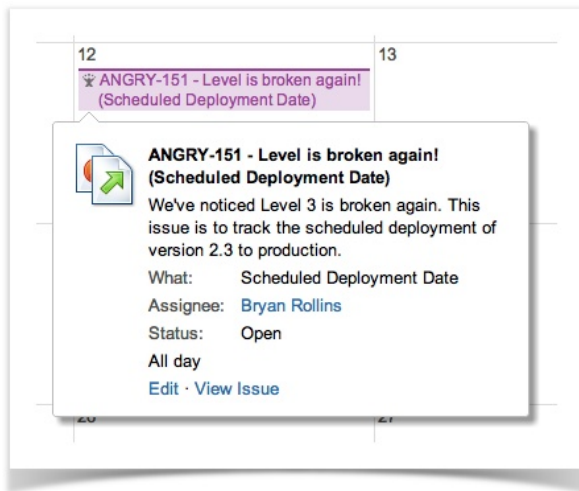 12
13
ANGRY-151 - Level is broken again!
(Scheduled Deployment Date)
ANGRY-151 - Level is broken again!
(Scheduled Deployment Date)
We've noticed Level 3 is broken again. This
issue is to track the scheduled deployment of
version 2.3 to production.
What: Scheduled Deployment Date
Assignee: Bryan Rollins
Status: Open
All day
Edit · View Issue